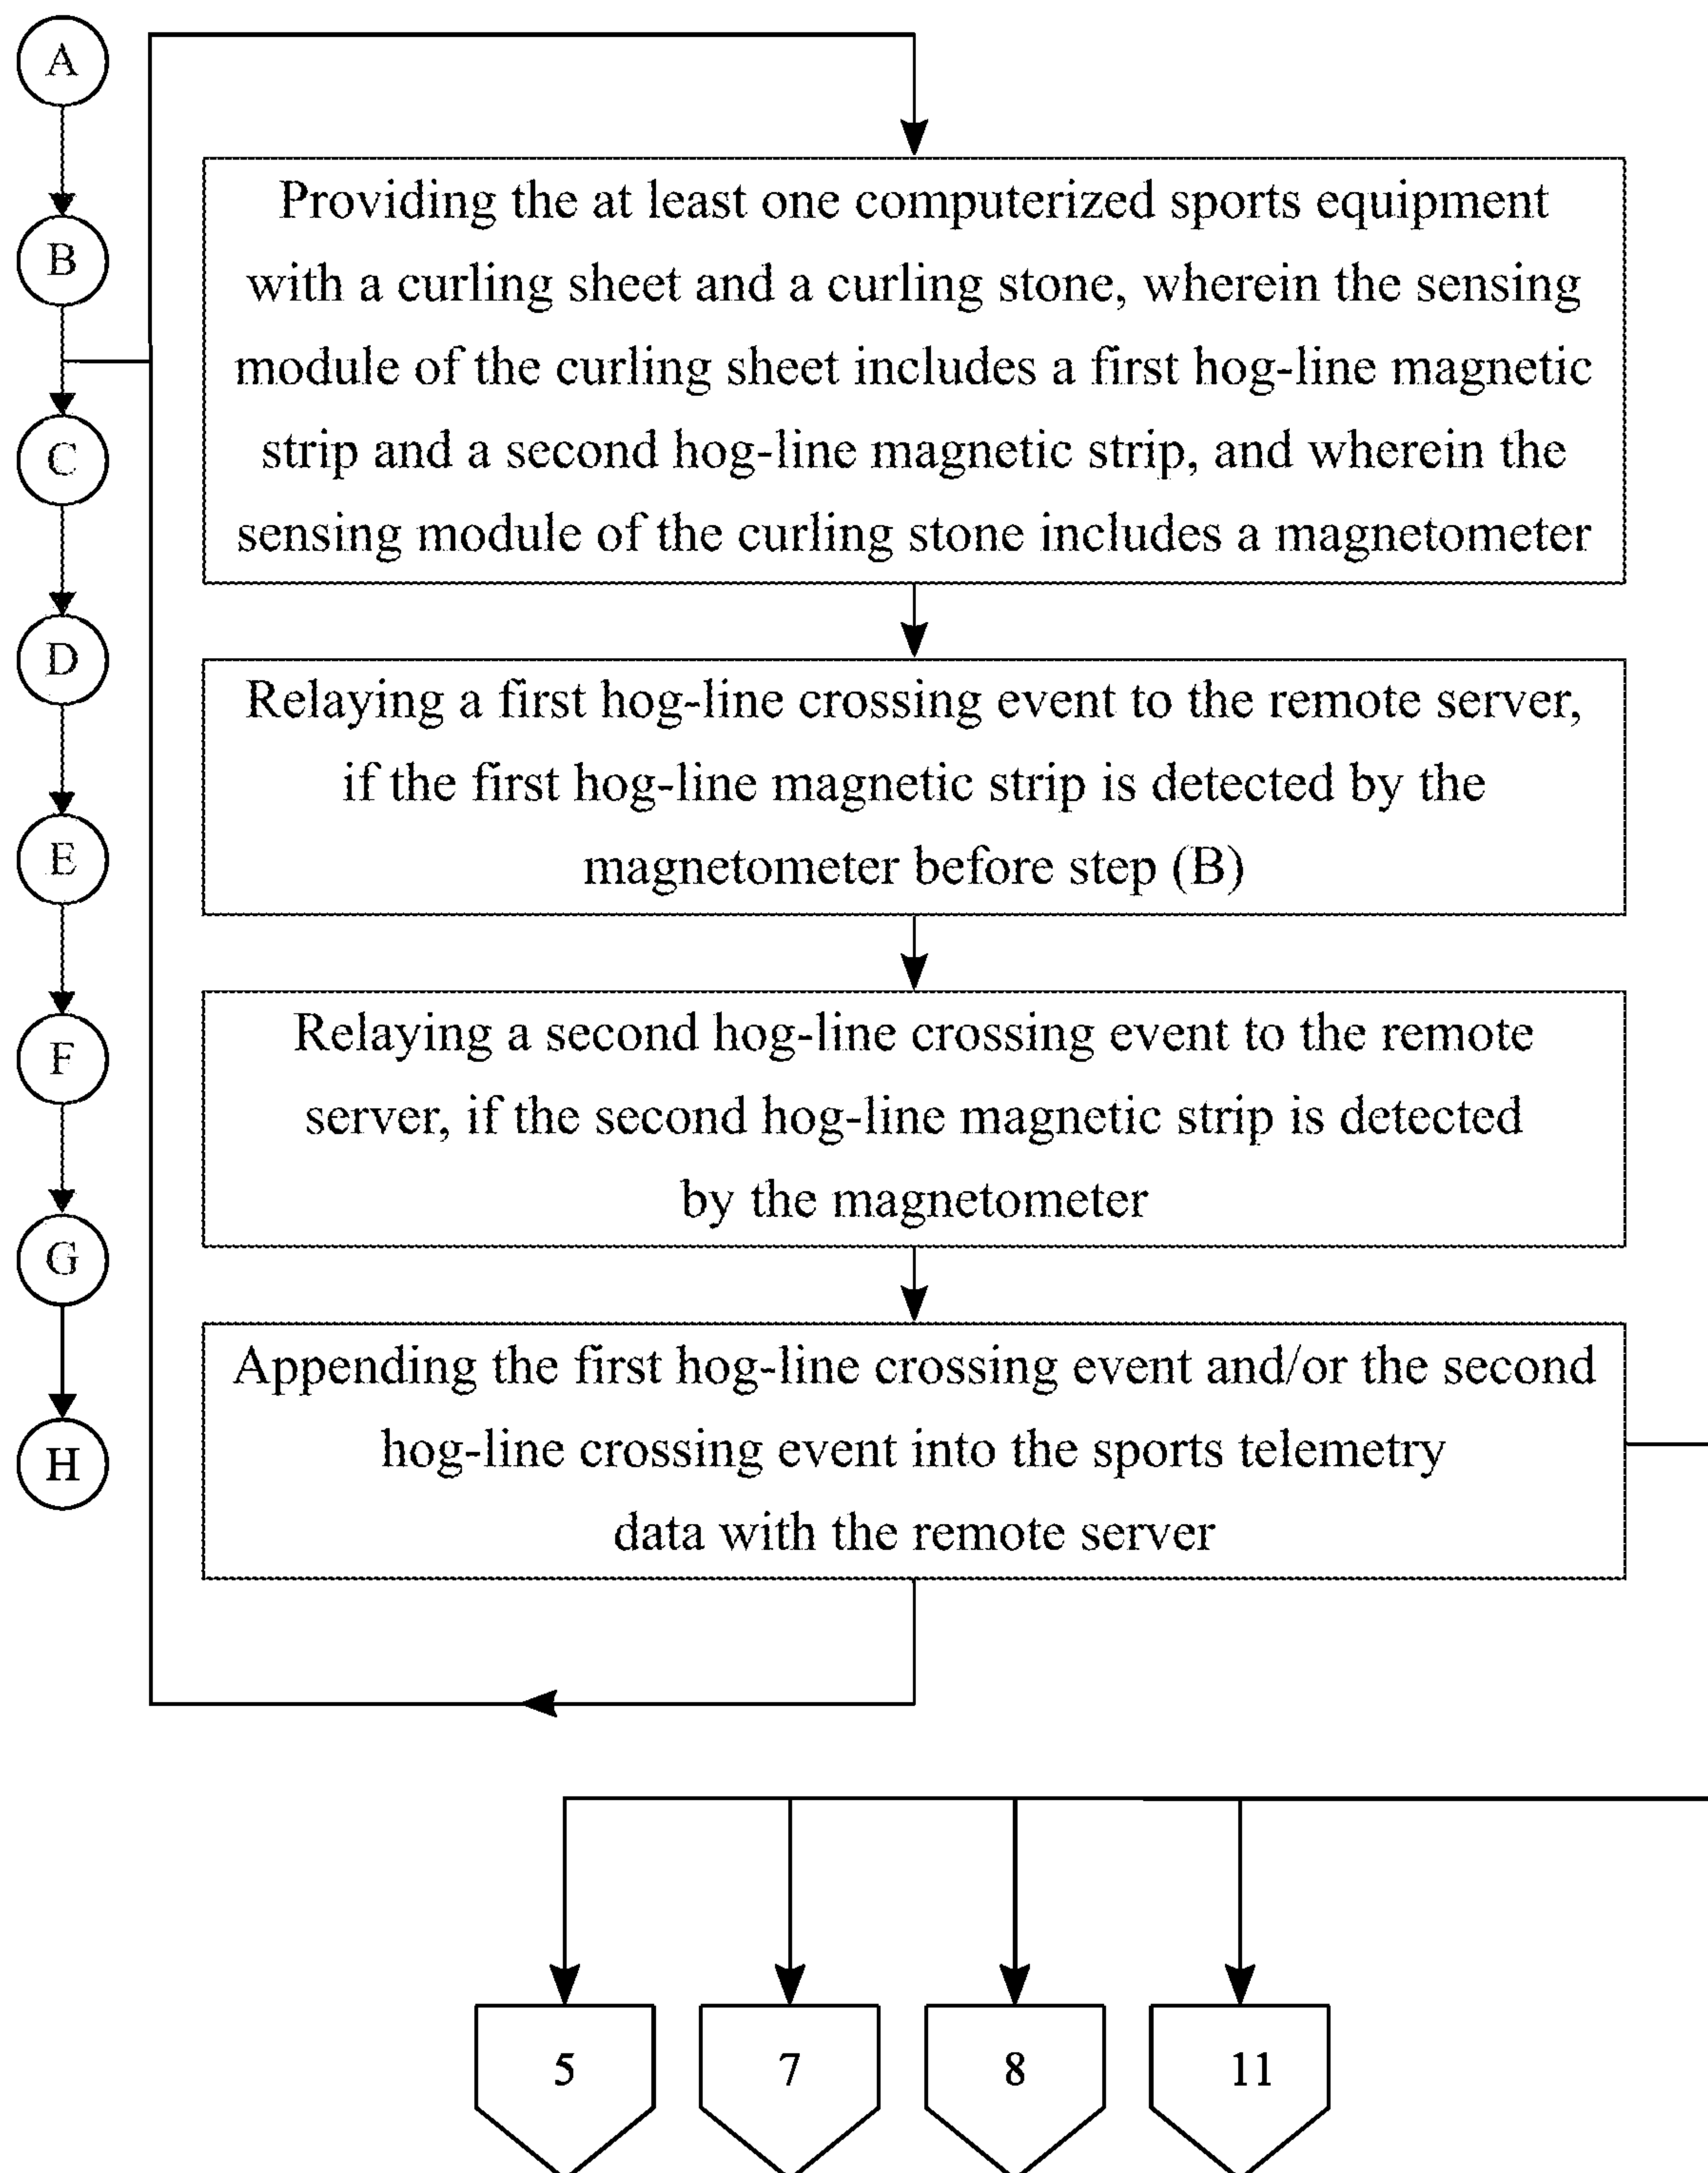 A
B
C
D
E
F
G
H
Providing the at least one computerized sports equipment
with a curling sheet and a curling stone, wherein the sensing
module of the curling sheet includes a first hog-line magnetic
strip and a second hog-line magnetic strip, and wherein the
sensing module of the curling stone includes a magnetometer
Relaying a first hog-line crossing event to the remote server,
if the first hog-line magnetic strip is detected by the
magnetometer before step (B)
Relaying a second hog-line crossing event to the remote
server, if the second hog-line magnetic strip is detected
by the magnetometer
Appending the first hog-line crossing event and/or the second
hog-line crossing event into the sports telemetry
data with the remote server
5
7
8
11